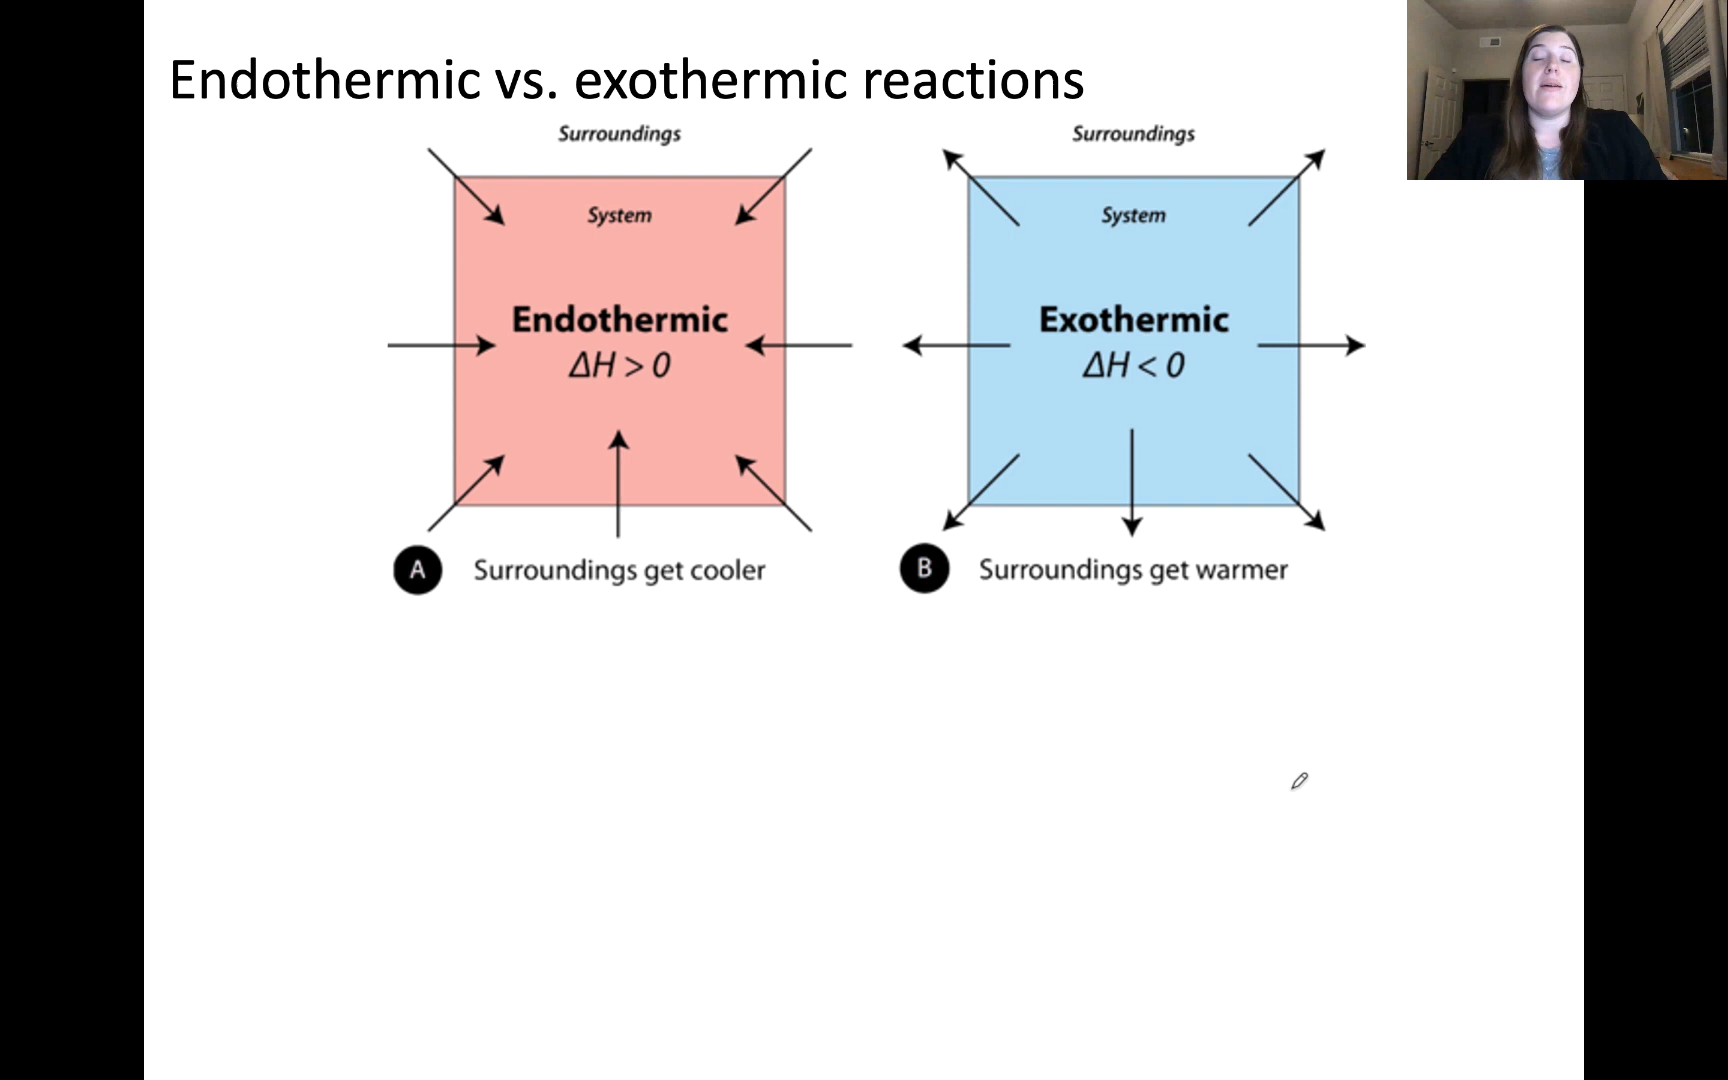 Endothermic vs. exothermic reactions
Surroundings
System
Endothermic
ΔH > 0
A Surroundings get cooler
Surroundings
System
Exothermic
ΔH < 0
B Surroundings get warmer